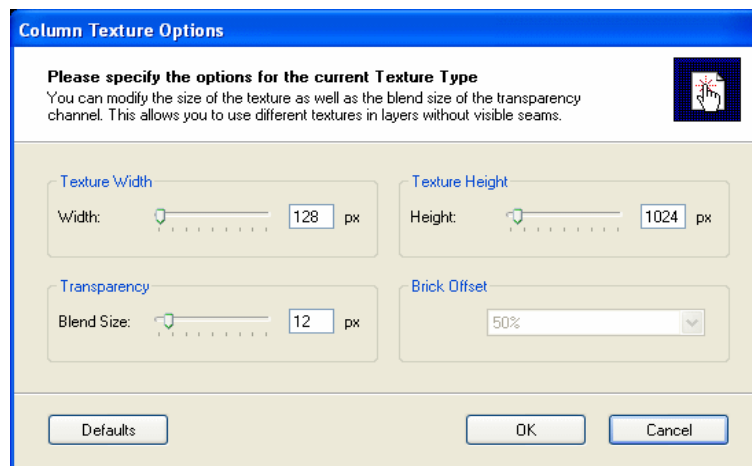 Column Texture Options
Please specify the options for the current Texture Type
You can modify the size of the texture as well as the blend size of the transparency
channel. This allows you to use different textures in layers without visible seams.
Texture Width
Width: 128 px
Texture Height
Height: 1024 px
Transparency
Blend Size: 12 px
Brick Offset
50%
Defaults
OK
Cancel